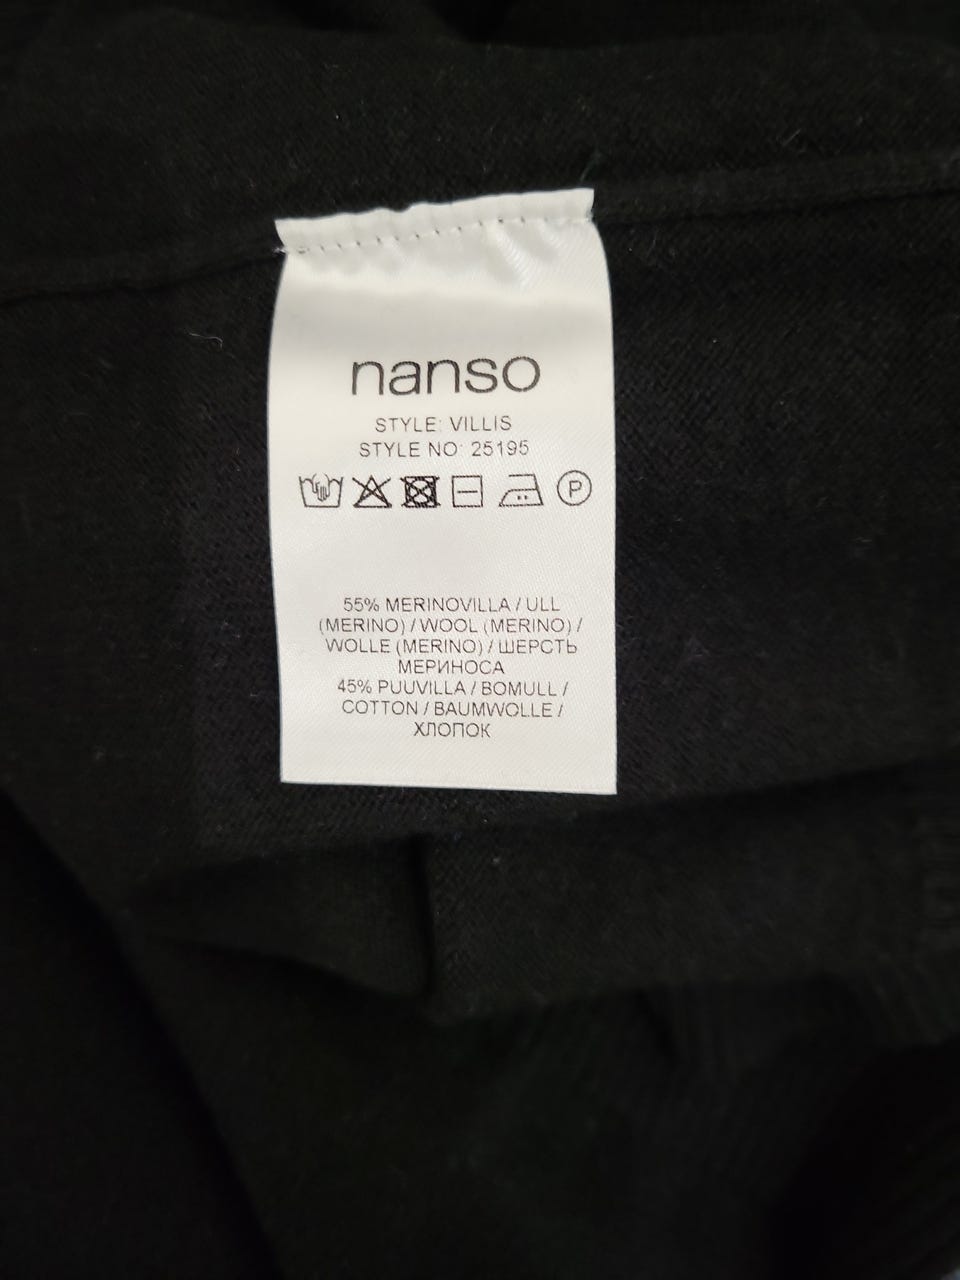 nanso
STYLE: VILLIS
STYLE NO: 25195
P
55% MERINOVILLA / ULL
(MERINO) / WOOL (MERINO) /
WOLLE (MERINO) / ШЕРСТЬ
МЕРИНОСА
45% PUUVILLA / BOMULL /
COTTON / BAUMWOLLE /
ХЛОПОК